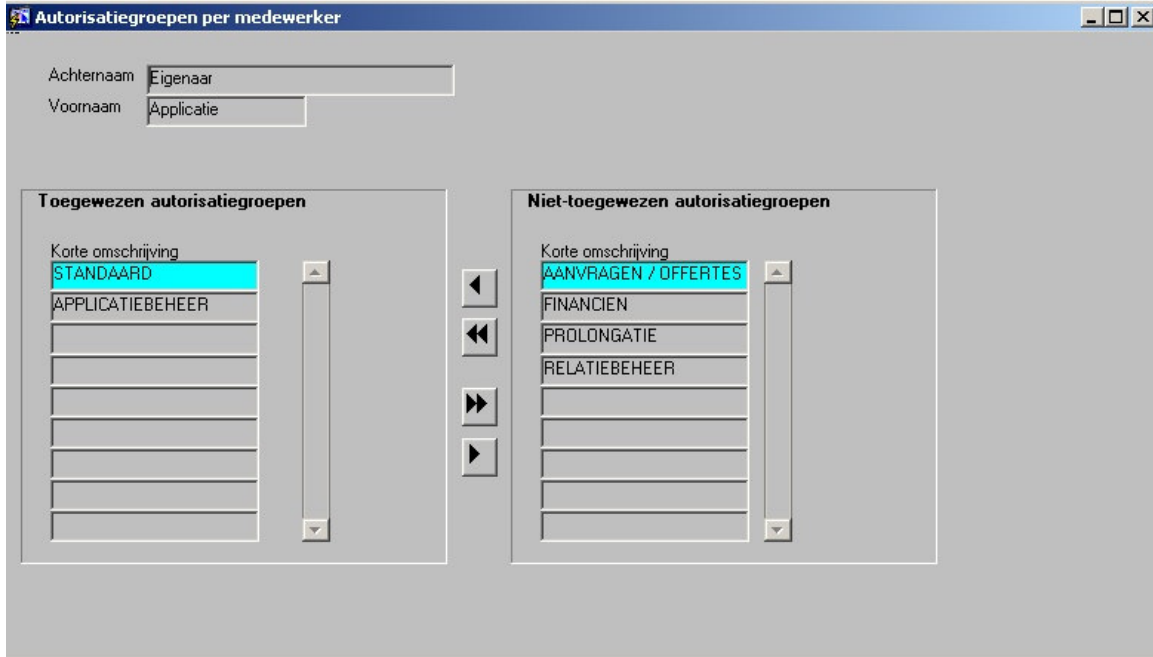 Autorisatiegroepen per medewerker
Achternaam Eigenaar
Voornaam Applicatie
Toegewezen autorisatiegroepen
Korte omschrijving
STANDAARD
APPLICATIEBEHEER
Niet-toegewezen autorisatiegroepen
Korte omschrijving
AANVRAGEN / OFFERTES
FINANCIEN
PROLONGATIE
RELATIEBEHEER